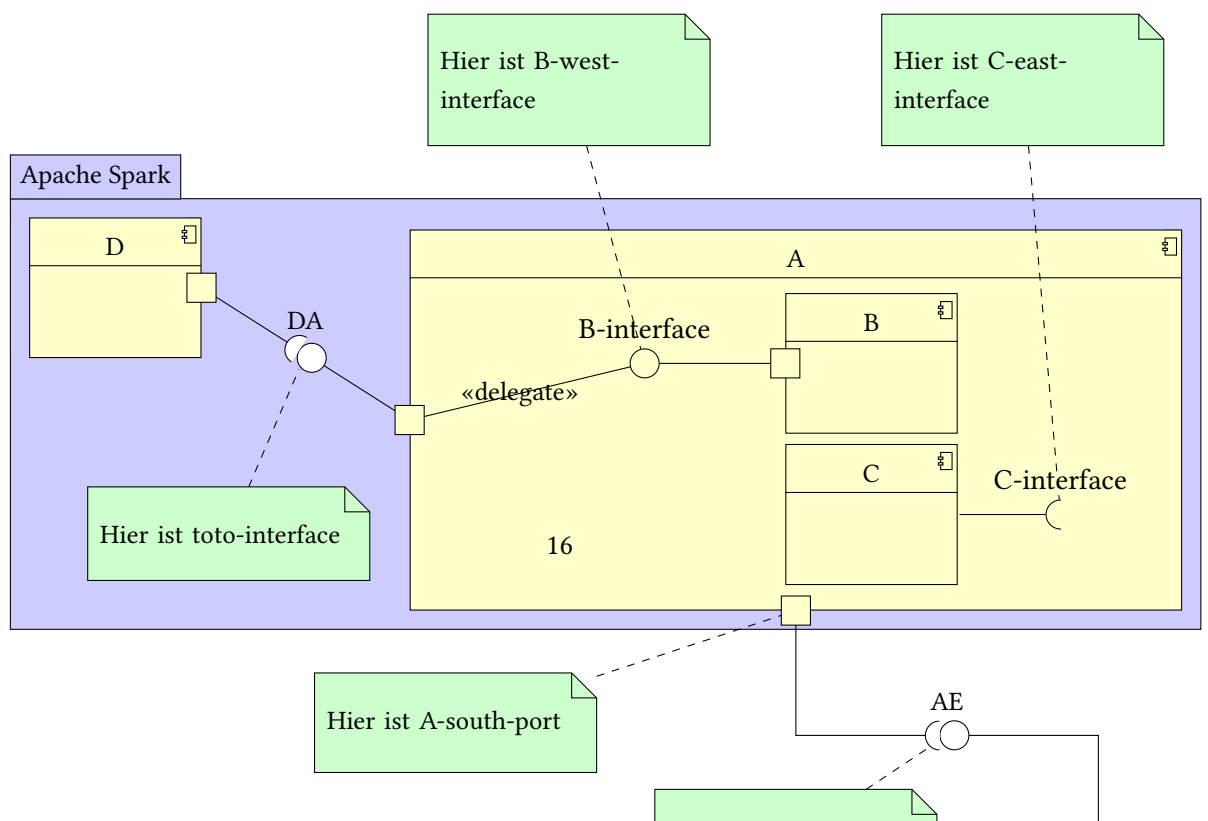 Hier ist B-west-
interface
Hier ist C-east-
interface
Apache Spark
D
A
DA
B-interface
B
«delegate»
C
C-interface
Hier ist toto-interface
16
Hier ist A-south-port
AE